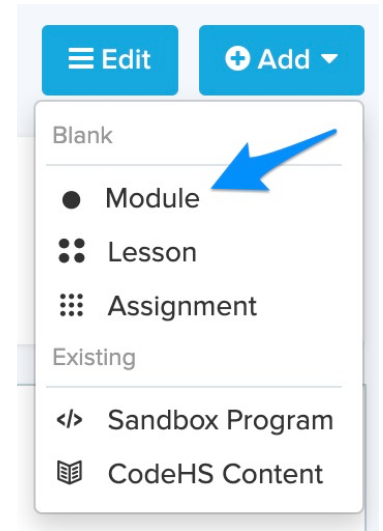 Edit Add
Blank
Module
Lesson
Assignment
Existing
</> Sandbox Program
CodeHS Content